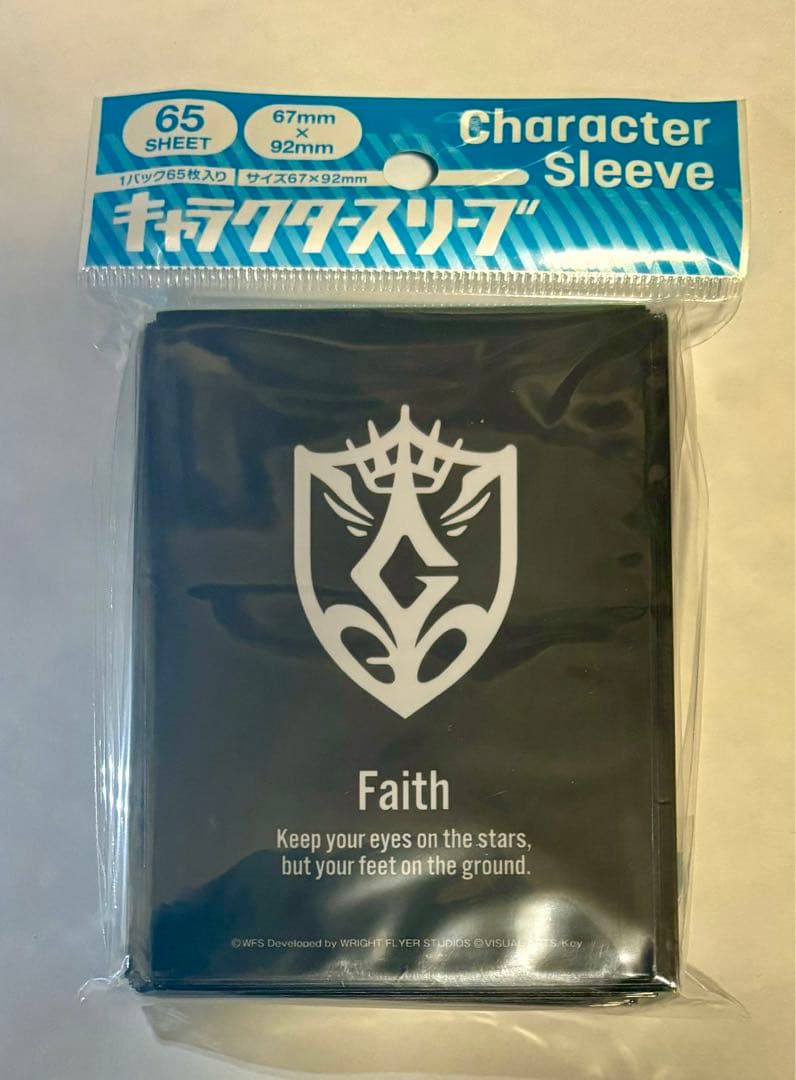 65
SHEET
67mm
×
92mm
Character
Sleeve
1パック65枚入り
サイズ67×92mm
キャラクタースリーブ
Faith
Keep your eyes on the stars,
but your feet on the ground.
©WFS Developed by WRIGHT FLYER STUDIOS ©VISUAL ARTS/Key